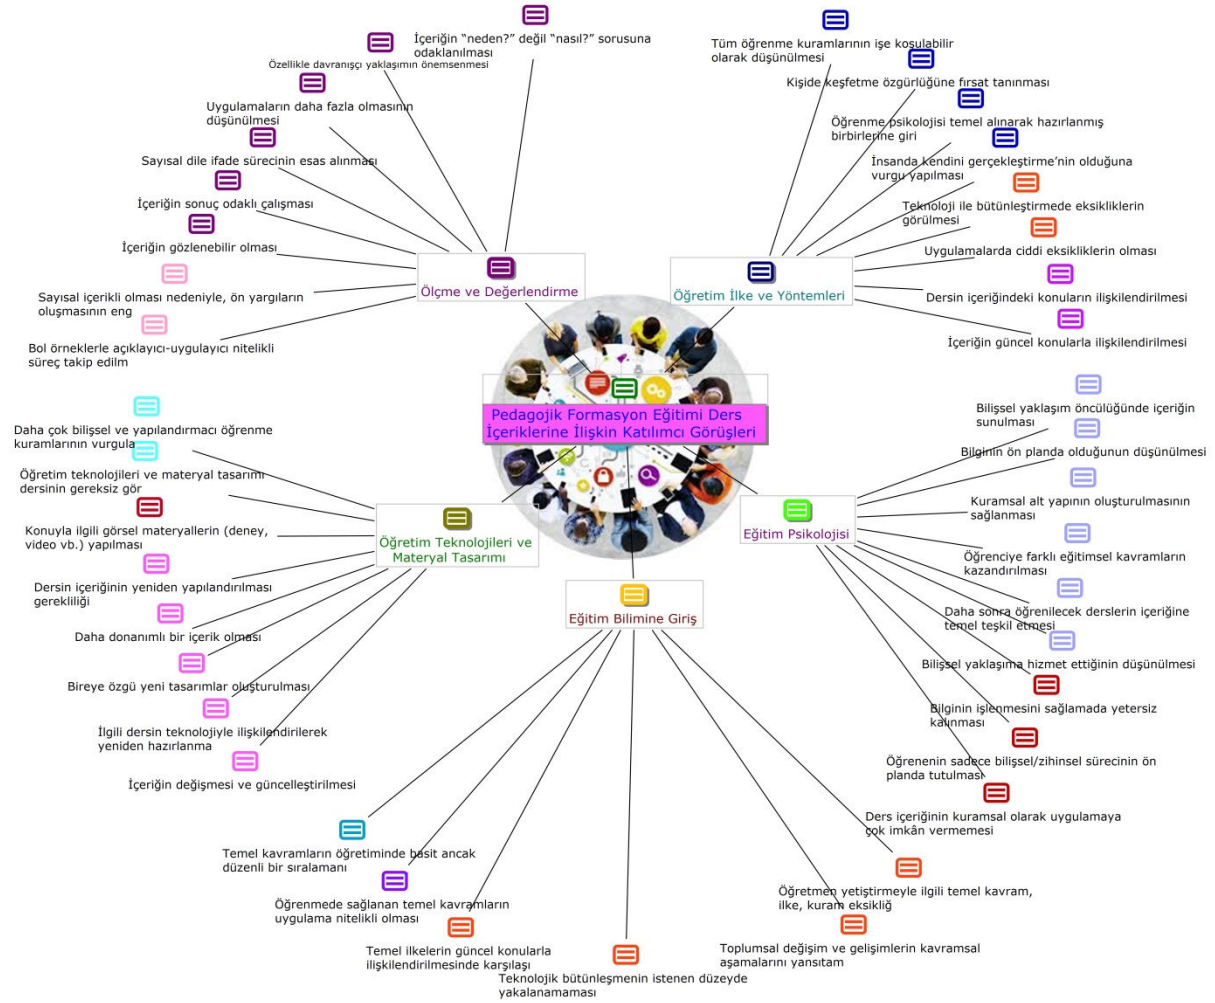 İçeriğin “neden?” değil “nasıl?” sorusuna
odaklanılması
Özellikle davranışçı yaklaşımın önemsenmesi
Uygulamaların daha fazla olmasının
düşünülmesi
Sayısal dile ifade sürecinin esas alınması
İçeriğin sonuç odaklı çalışması
İçeriğin gözlenebilir olması
Sayısal içerikli olması nedeniyle, ön yargıların
oluşmasının eng
Bol örneklerle açıklayıcı-uygulayıcı nitelikli
süreç takip edilm
Ölçme ve Değerlendirme
Tüm öğrenme kuramlarının işe koşulabilir
olarak düşünülmesi
Kişide keşfetme özgürlüğüne fırsat tanınması
Öğrenme psikolojisi temel alınarak hazırlanmış
birbirlerine giri
İnsanda kendini gerçekleştirme’nin olduğuna
vurgu yapılması
Teknoloji ile bütünleştirmede eksikliklerin
görülmesi
Uygulamalarda ciddi eksikliklerin olması
Dersin içeriğindeki konuların ilişkilendirilmesi
İçeriğin güncel konularla ilişkilendirilmesi
Öğretim İlke ve Yöntemleri
Pedagojik Formasyon Eğitimi Ders
İçeriklerine İlişkin Katılımcı Görüşleri
Daha çok bilişsel ve yapılandırmacı öğrenme
kuramlarının vurgula
Öğretim teknolojileri ve materyal tasarımı
dersinin gereksiz gör
Konuyla ilgili görsel materyallerin (deney,
video vb.) yapılması
Dersin içeriğinin yeniden yapılandırılması
gerekliliği
Daha donanımlı bir içerik olması
Bireye özgü yeni tasarımlar oluşturulması
İlgili dersin teknolojiyle ilişkilendirilerek
yeniden hazırlanma
İçeriğin değişmesi ve güncelleştirilmesi
Öğretim Teknolojileri ve
Materyal Tasarımı
Eğitim Psikolojisi
Bilişsel yaklaşım öncülüğünde içeriğin
sunulması
Bilginin ön planda olduğunun düşünülmesi
Kuramsal alt yapının oluşturulmasının
sağlanması
Öğrenciye farklı eğitimsel kavramların
kazandırılması
Daha sonra öğrenilecek derslerin içeriğine
temel teşkil etmesi
Bilişsel yaklaşıma hizmet ettiğinin düşünülmesi
Bilginin işlenmesini sağlamada yetersiz
kalınması
Öğrenenin sadece bilişsel/zihinsel sürecinin ön
planda tutulması
Ders içeriğinin kuramsal olarak uygulamaya
çok imkân vermemesi
Eğitim Bilimine Giriş
Temel kavramların öğretiminde basit ancak
düzenli bir sıralamanı
Öğrenmede sağlanan temel kavramların
uygulama nitelikli olması
Temel ilkelerin güncel konularla
ilişkilendirilmesinde karşılaşı
Teknolojik bütünleşmenin istenen düzeyde
yakalanamaması
Toplumsal değişim ve gelişimlerin kavramsal
aşamalarını yansıtam
Öğretmen yetiştirmeyle ilgili temel kavram,
ilke, kuram eksikliğ